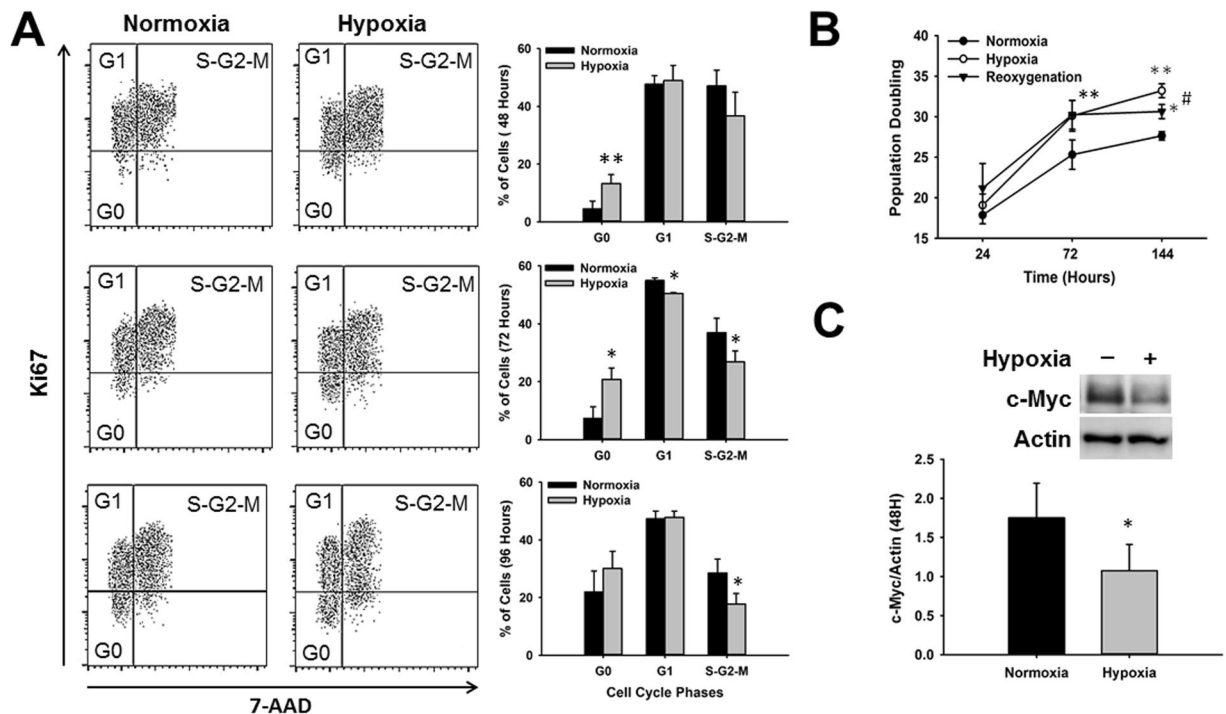 A
Normoxia
Hypoxia
G1
S-G2-M
G0
G1
S-G2-M
G0
60
40
20
0
% of Cells ( 48 Hours)
Normoxia
Hypoxia
**
G0
G1
S-G2-M
G1
S-G2-M
G0
G1
S-G2-M
G0
60
40
20
0
% of Cells (72 Hours)
Normoxia
Hypoxia
*
*
*
G0
G1
S-G2-M
G1
S-G2-M
G0
G1
S-G2-M
G0
60
40
20
0
% of Cells (96 Hours)
Normoxia
Hypoxia
*
G0
G1
S-G2-M
Cell Cycle Phases
Ki67
7-AAD
B
Normoxia
Hypoxia
Reoxygenation
40
35
30
25
20
15
Population Doubling
**
**
* #
24
72
144
Time (Hours)
C
Hypoxia – +
c-Myc
Actin
2.5
2.0
1.5
1.0
0.5
0.0
c-Myc/Actin (48H)
*
Normoxia
Hypoxia